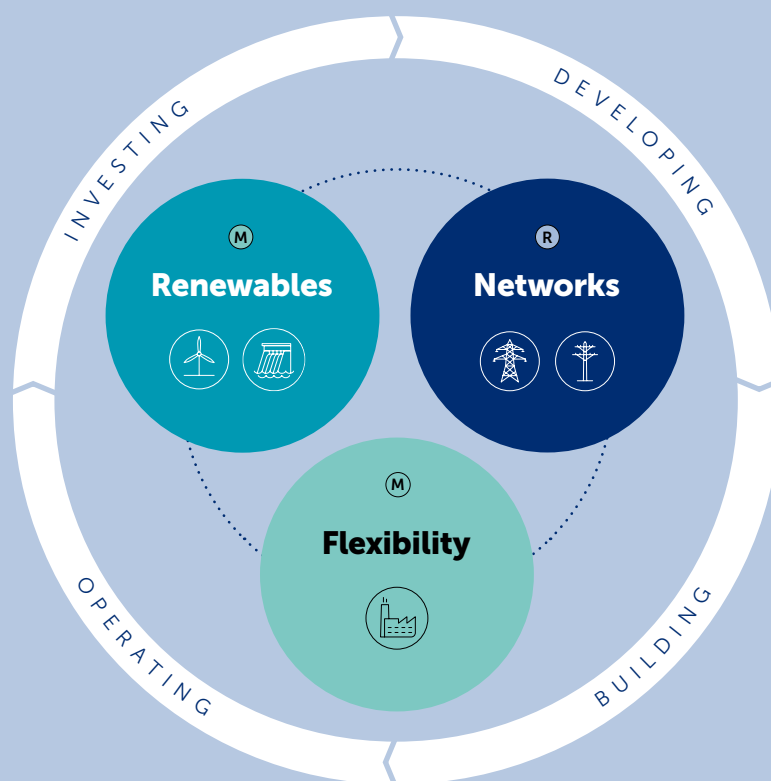 INVESTING
DEVELOPING
M
Renewables
R
Networks
M
Flexibility
OPERATING
BUILDING